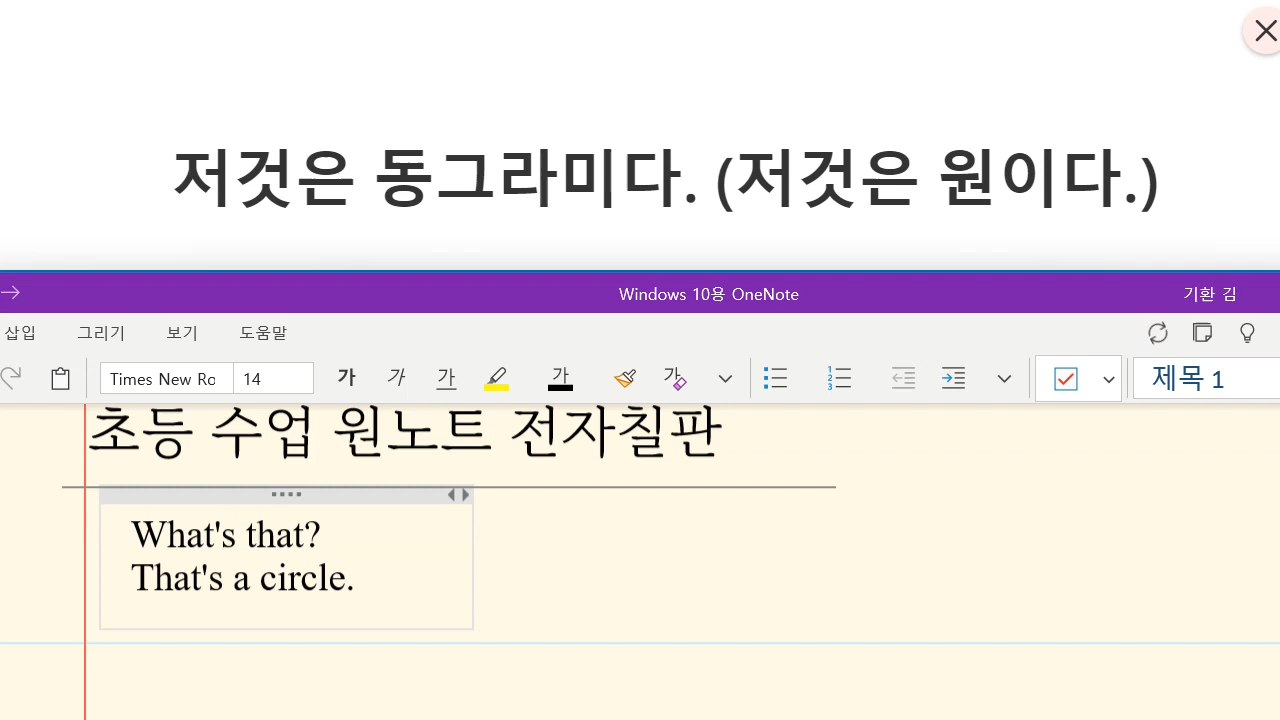 저것은 동그라미다. (저것은 원이다.)
Windows 10용 OneNote
기환 김
삽입 그리기 보기 도움말
Times New Ro 14 가 가 가 가 가 제목 1
초등 수업 원노트 전자칠판
What's that?
That's a circle.